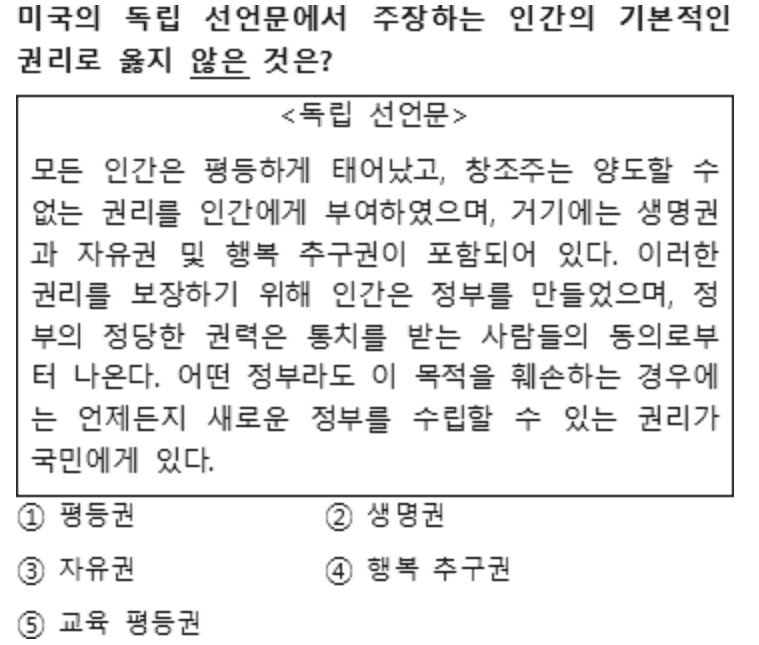 미국의 독립 선언문에서 주장하는 인간의 기본적인
권리로 옳지 않은 것은?
<독립 선언문>
모든 인간은 평등하게 태어났고, 창조주는 양도할 수
없는 권리를 인간에게 부여하였으며, 거기에는 생명권
과 자유권 및 행복 추구권이 포함되어 있다. 이러한
권리를 보장하기 위해 인간은 정부를 만들었으며, 정
부의 정당한 권력은 통치를 받는 사람들의 동의로부
터 나온다. 어떤 정부라도 이 목적을 훼손하는 경우에
는 언제든지 새로운 정부를 수립할 수 있는 권리가
국민에게 있다.
① 평등권 ② 생명권
③ 자유권 ④ 행복 추구권
⑤ 교육 평등권